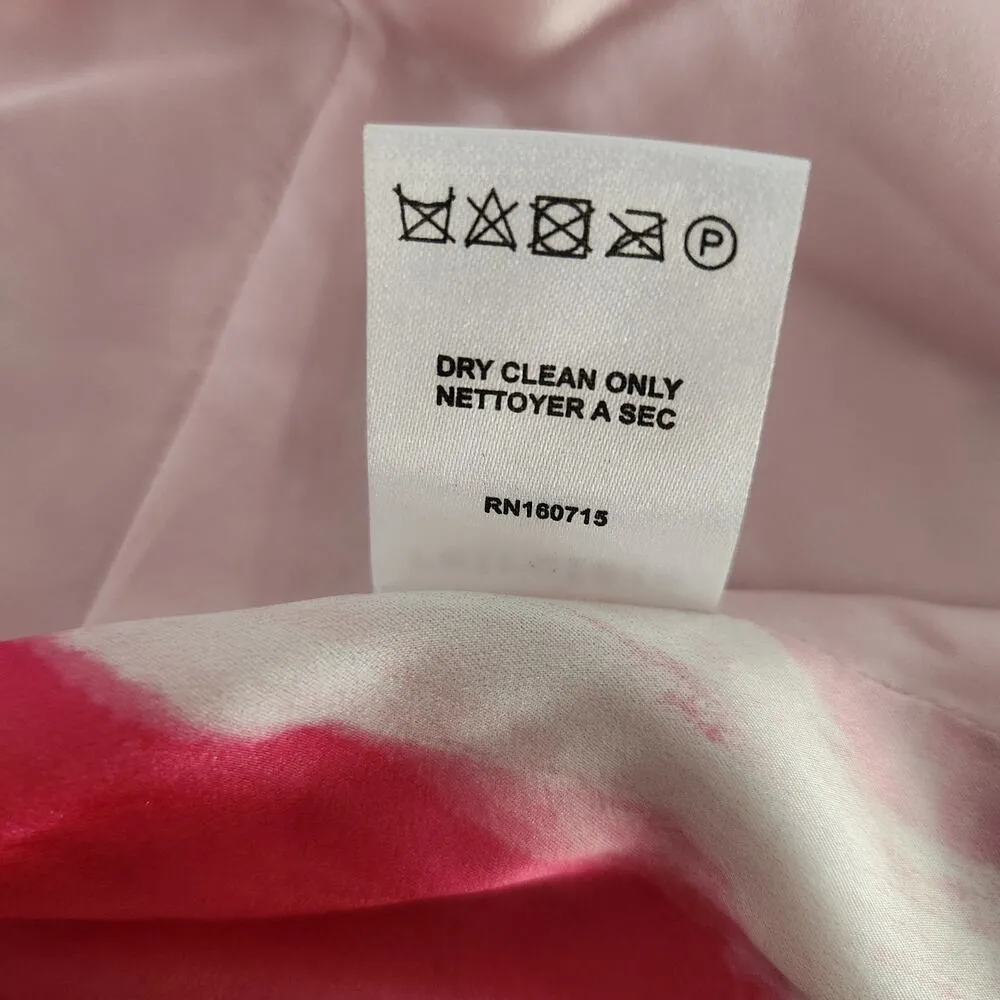 P
DRY CLEAN ONLY
NETTOYER A SEC
RN160715